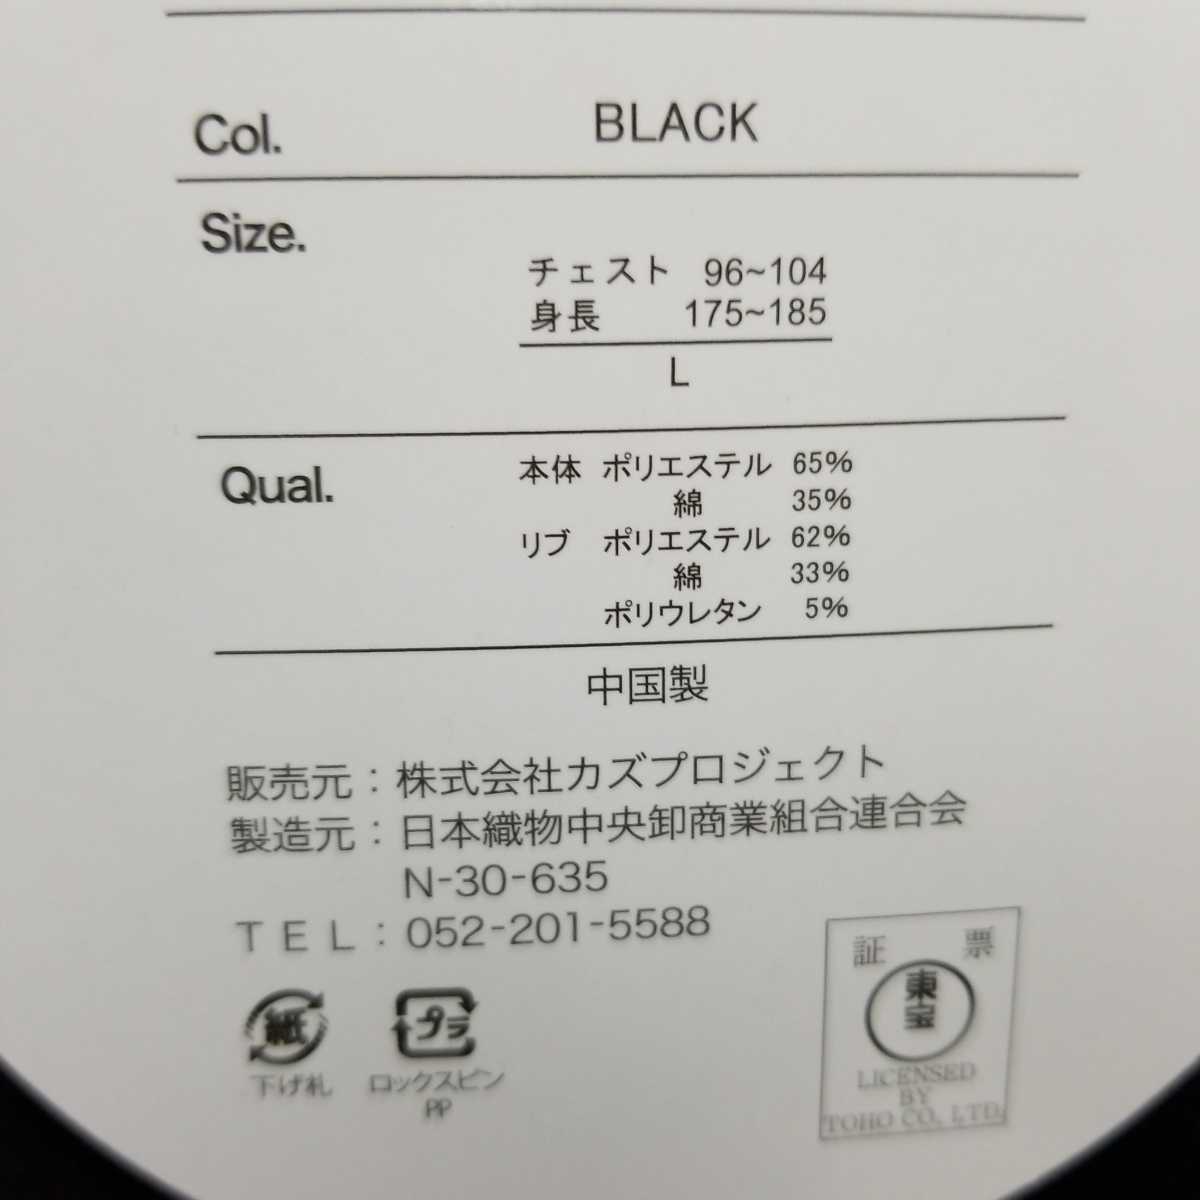 Col. BLACK
Size.
チェスト 96~104
身長 175~185
L
Qual. 本体 ポリエステル 65%
綿 35%
リブ ポリエステル 62%
綿 33%
ポリウレタン 5%
中国製
販売元：株式会社カズプロジェクト
製造元：日本織物中央卸商業組合連合会
N-30-635
TEL：052-201-5588
紙
下げ札
プラ
ロックスピン
PP
証 票
東宝
LICENSED
BY
TOHO CO., LTD.